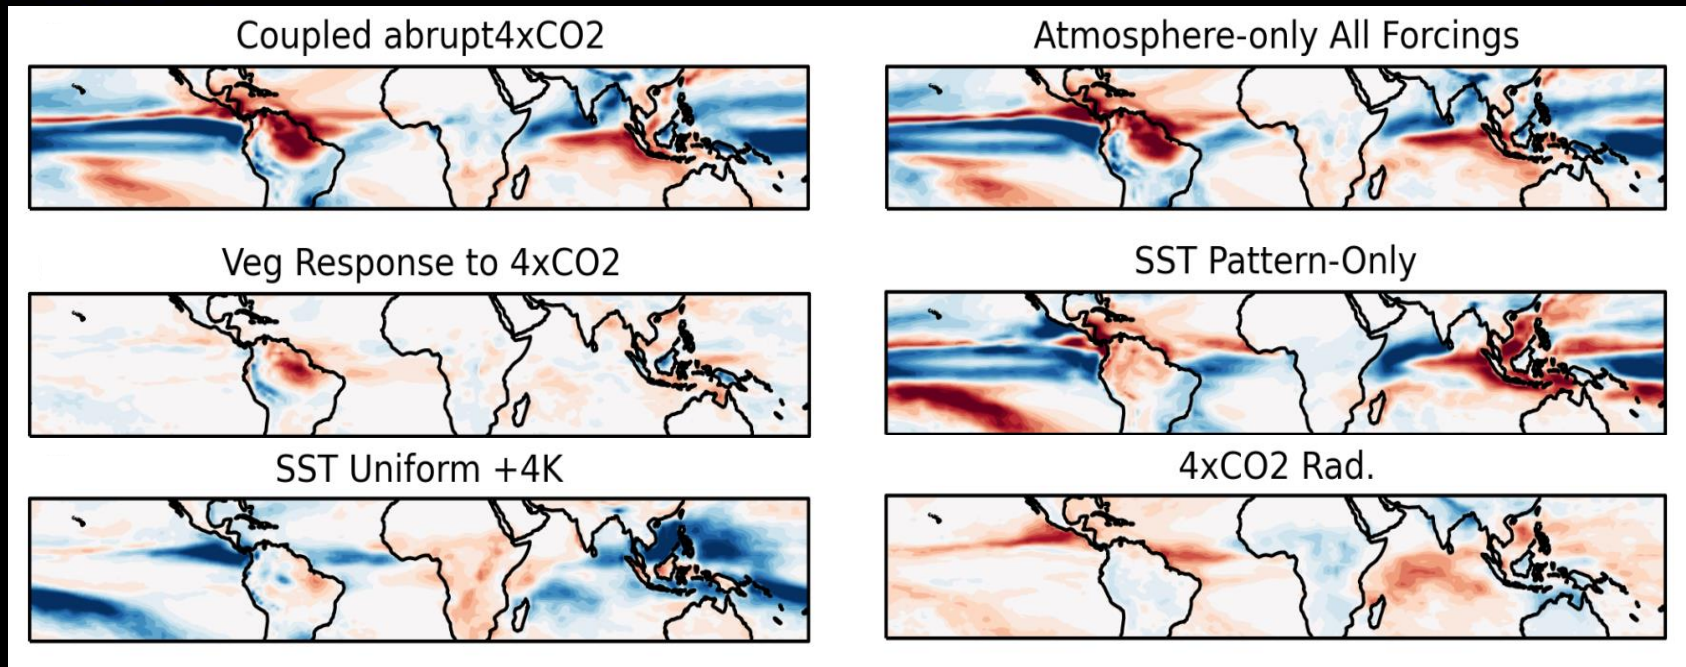 Coupled abrupt4xCO2
Atmosphere-only All Forcings
Veg Response to 4xCO2
SST Pattern-Only
SST Uniform +4K
4xCO2 Rad.